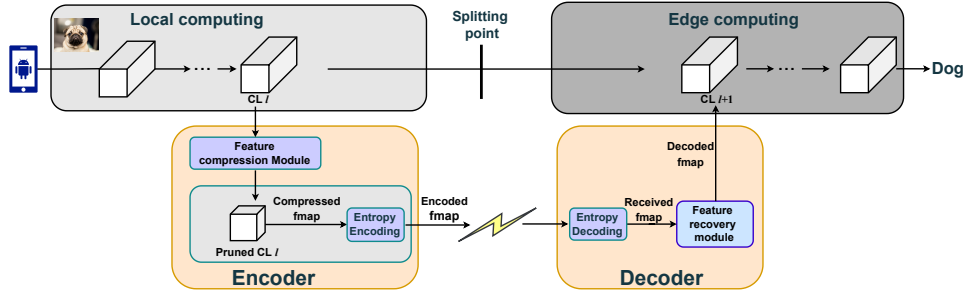 Local computing
Splitting
point
Edge computing
...
...
Dog
CL l
CL l+1
Feature
compression Module
Decoded
fmap
Compressed
fmap
Encoded
fmap
Entropy
Encoding
Entropy
Decoding
Received
fmap
Feature
recovery
module
Pruned CL l
Encoder
Decoder